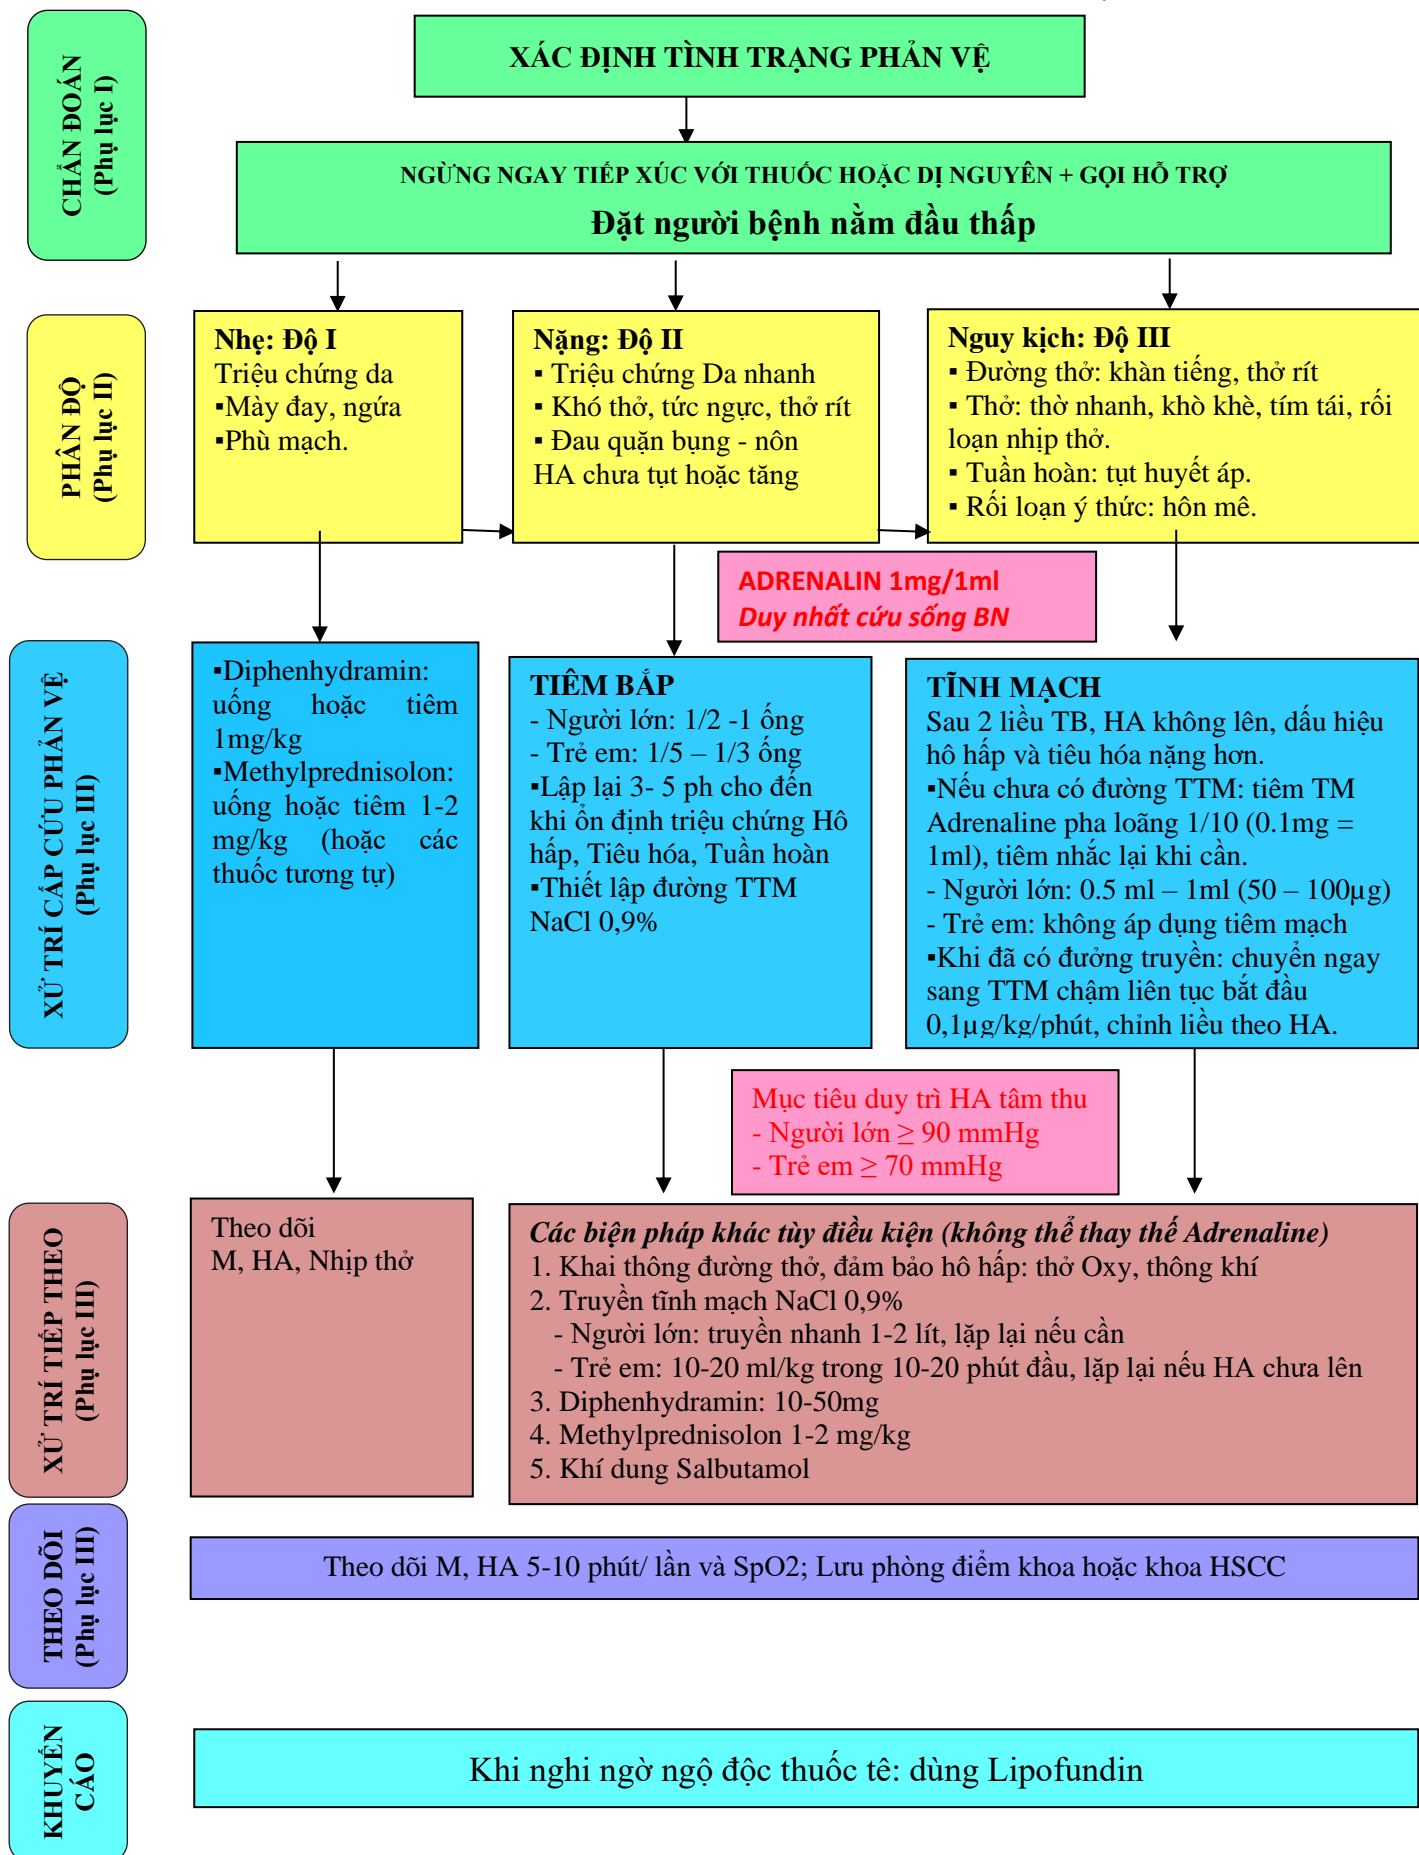 XÁC ĐỊNH TÌNH TRẠNG PHẢN VỆ
CHẨN ĐOÁN
(Phụ lục I)
NGỪNG NGAY TIẾP XÚC VỚI THUỐC HOẶC DỊ NGUYÊN + GỌI HỖ TRỢ
Đặt người bệnh nằm đầu thấp
PHÂN ĐỘ
(Phụ lục II)
Nhẹ: Độ I
Triệu chứng da
▪Mày đay, ngứa
▪Phù mạch.
Nặng: Độ II
▪ Triệu chứng Da nhanh
▪ Khó thở, tức ngực, thở rít
▪ Đau quặn bụng - nôn
HA chưa tụt hoặc tăng
Nguy kịch: Độ III
▪ Đường thở: khàn tiếng, thở rít
▪ Thở: thờ nhanh, khò khè, tím tái, rối
loạn nhịp thở.
▪ Tuần hoàn: tụt huyết áp.
▪ Rối loạn ý thức: hôn mê.
ADRENALIN 1mg/1ml
Duy nhất cứu sống BN
XỬ TRÍ CẤP CỨU PHẢN VỆ
(Phụ lục III)
▪Diphenhydramin:
uống hoặc tiêm
1mg/kg
▪Methylprednisolon:
uống hoặc tiêm 1-2
mg/kg (hoặc các
thuốc tương tự)
TIÊM BẮP
- Người lớn: 1/2 -1 ống
- Trẻ em: 1/5 – 1/3 ống
▪Lập lại 3- 5 ph cho đến
khi ổn định triệu chứng Hô
hấp, Tiêu hóa, Tuần hoàn
▪Thiết lập đường TTM
NaCl 0,9%
TĨNH MẠCH
Sau 2 liều TB, HA không lên, dấu hiệu
hô hấp và tiêu hóa nặng hơn.
▪Nếu chưa có đường TTM: tiêm TM
Adrenaline pha loãng 1/10 (0.1mg =
1ml), tiêm nhắc lại khi cần.
- Người lớn: 0.5 ml – 1ml (50 – 100µg)
- Trẻ em: không áp dụng tiêm mạch
▪Khi đã có đưởng truyền: chuyển ngay
sang TTM chậm liên tục bắt đầu
0,1µg/kg/phút, chỉnh liều theo HA.
Mục tiêu duy trì HA tâm thu
- Người lớn ≥ 90 mmHg
- Trẻ em ≥ 70 mmHg
XỬ TRÍ TIẾP THEO
(Phụ lục III)
Theo dõi
M, HA, Nhịp thở
Các biện pháp khác tùy điều kiện (không thể thay thế Adrenaline)
1. Khai thông đường thở, đảm bảo hô hấp: thở Oxy, thông khí
2. Truyền tĩnh mạch NaCl 0,9%
- Người lớn: truyền nhanh 1-2 lít, lặp lại nếu cần
- Trẻ em: 10-20 ml/kg trong 10-20 phút đầu, lặp lại nếu HA chưa lên
3. Diphenhydramin: 10-50mg
4. Methylprednisolon 1-2 mg/kg
5. Khí dung Salbutamol
THEO DÕI
(Phụ lục III)
Theo dõi M, HA 5-10 phút/ lần và SpO2; Lưu phòng điểm khoa hoặc khoa HSCC
KHUYẾN
CÁO
Khi nghi ngờ ngộ độc thuốc tê: dùng Lipofundin